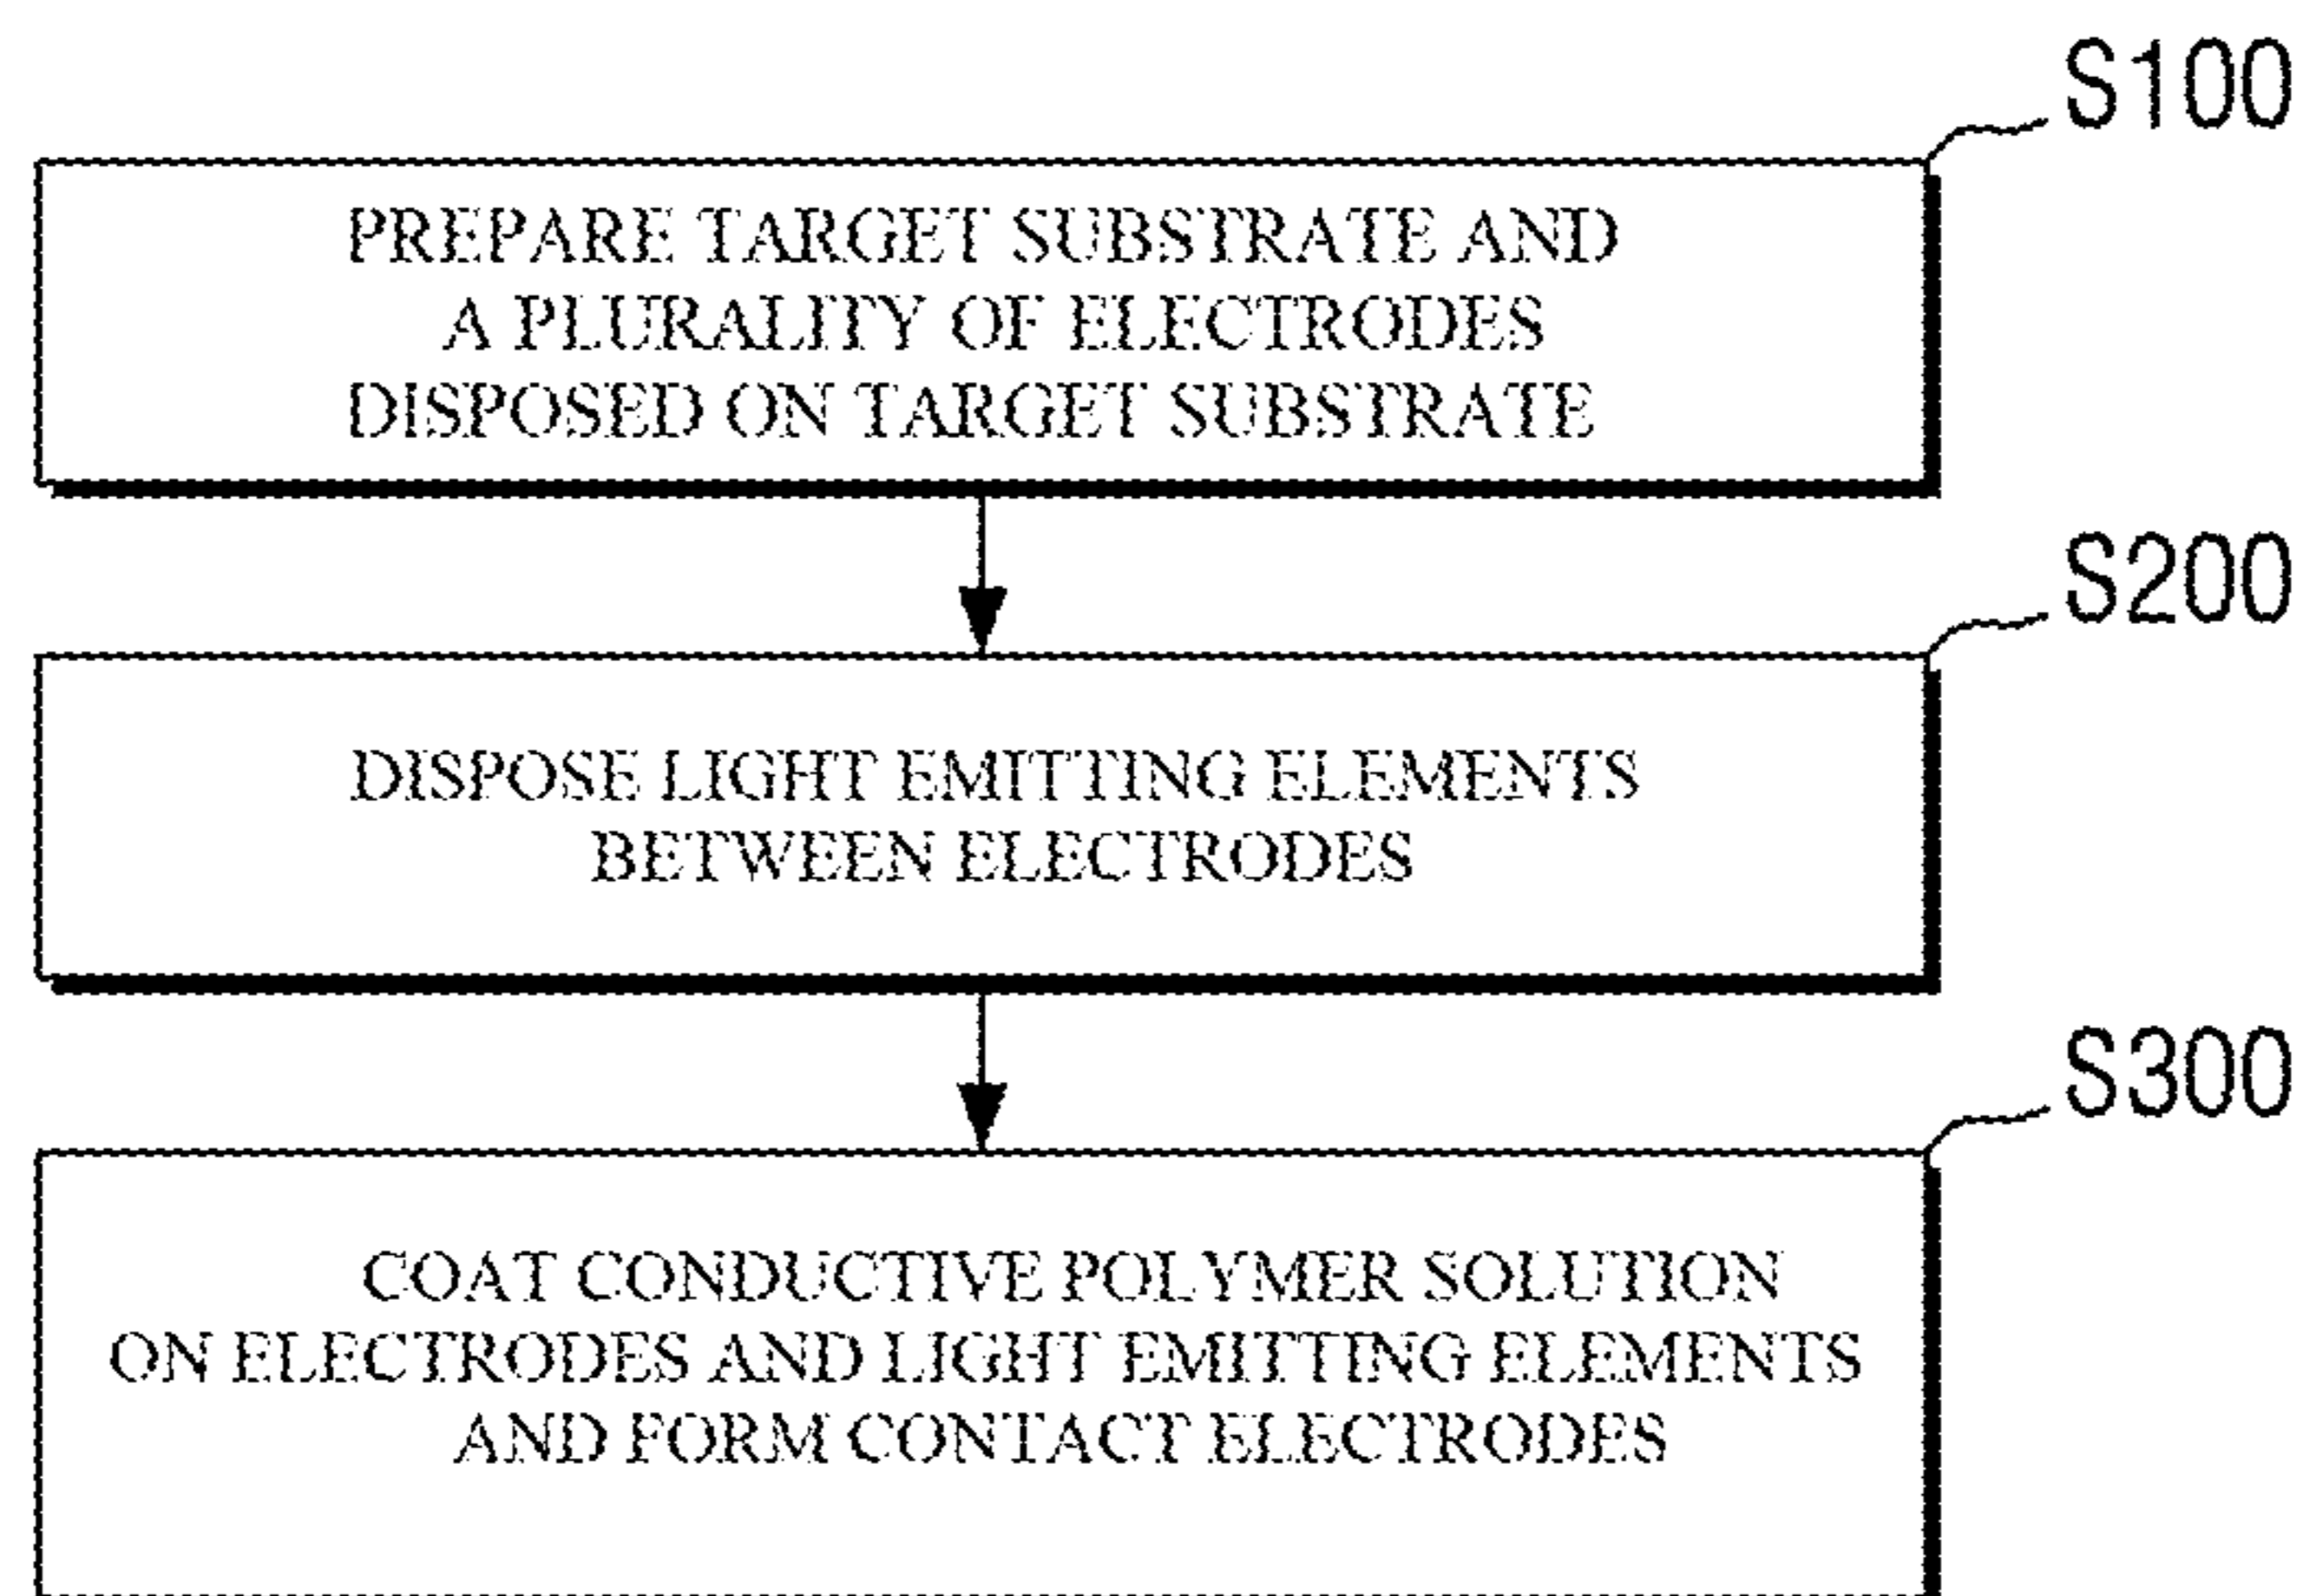 S100
PREPARE TARGET SUBSTRATE AND
A PLURALITY OF ELECTRODES
DISPOSED ON TARGET SUBSTRATE
S200
DISPOSE LIGHT EMITTING ELEMENTS
BETWEEN ELECTRODES
S300
COAT CONDUCTIVE POLYMER SOLUTION
ON ELECTRODES AND LIGHT EMITTING ELEMENTS
AND FORM CONTACT ELECTRODES